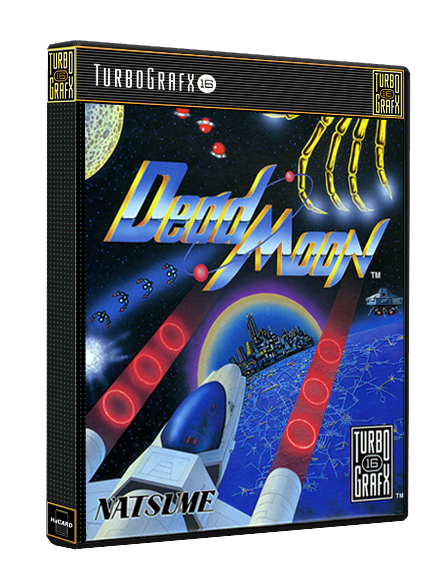 TURBO
16
GRAFX
TURBOGRAFX 16
TURBO
16
GRAFX
Dead
Moon
TM
TURBO
16
GRAFX
TM
NATSUME
HuCARD